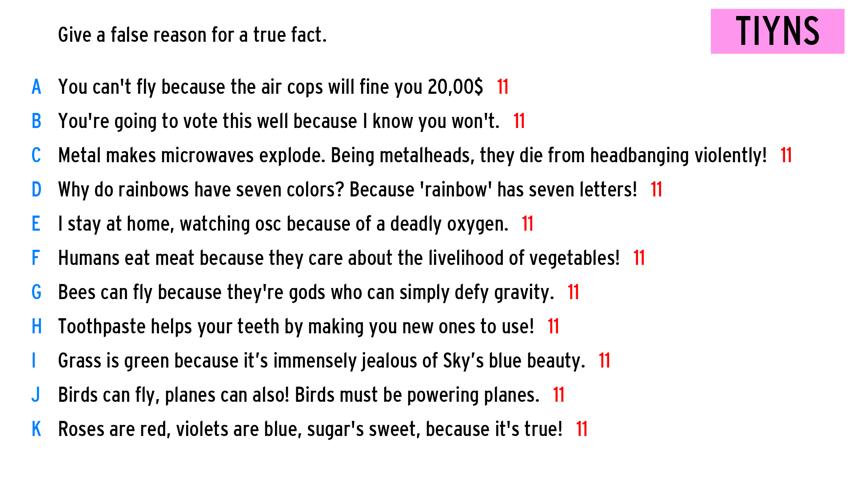 Give a false reason for a true fact.
TIYNS
A You can't fly because the air cops will fine you 20,00$ 11
B You're going to vote this well because I know you won't. 11
C Metal makes microwaves explode. Being metalheads, they die from headbanging violently! 11
D Why do rainbows have seven colors? Because 'rainbow' has seven letters! 11
E I stay at home, watching osc because of a deadly oxygen. 11
F Humans eat meat because they care about the livelihood of vegetables! 11
G Bees can fly because they're gods who can simply defy gravity. 11
H Toothpaste helps your teeth by making you new ones to use! 11
I Grass is green because it’s immensely jealous of Sky’s blue beauty. 11
J Birds can fly, planes can also! Birds must be powering planes. 11
K Roses are red, violets are blue, sugar's sweet, because it's true! 11